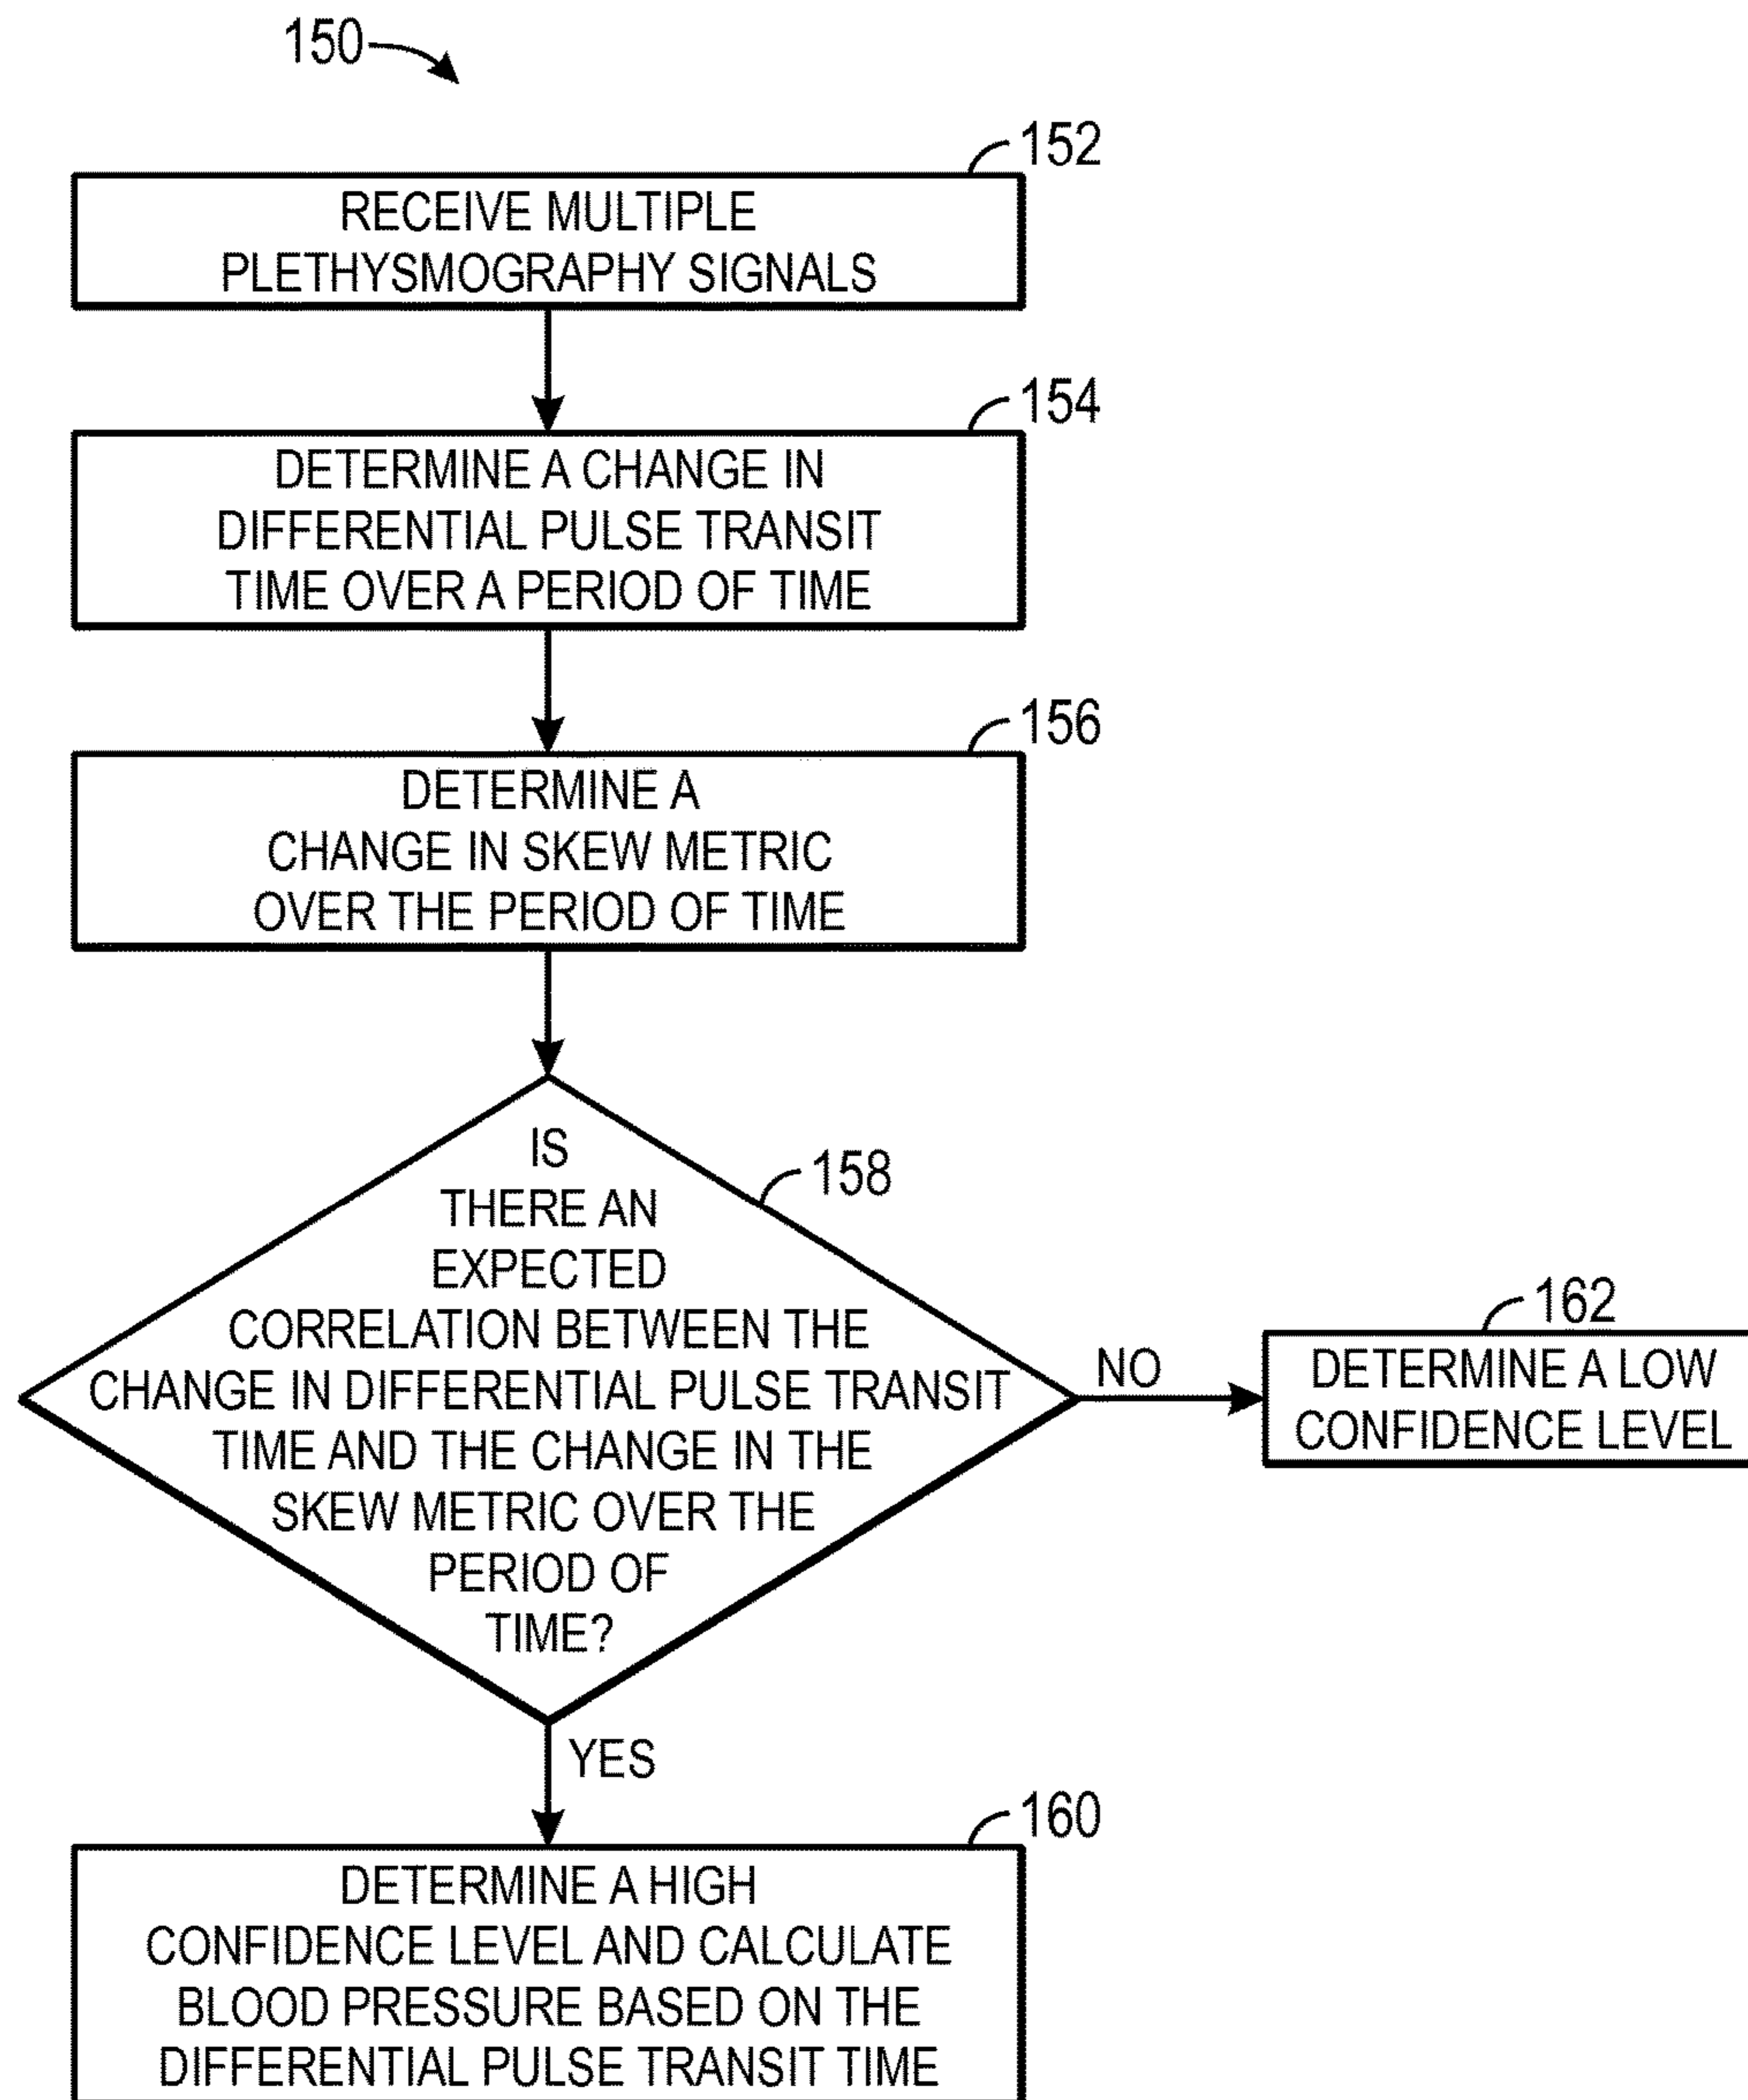 150
152
RECEIVE MULTIPLE
PLETHYSMOGRAPHY SIGNALS
154
DETERMINE A CHANGE IN
DIFFERENTIAL PULSE TRANSIT
TIME OVER A PERIOD OF TIME
156
DETERMINE A
CHANGE IN SKEW METRIC
OVER THE PERIOD OF TIME
158
IS
THERE AN
EXPECTED
CORRELATION BETWEEN THE
CHANGE IN DIFFERENTIAL PULSE TRANSIT
TIME AND THE CHANGE IN THE
SKEW METRIC OVER THE
PERIOD OF
TIME?
NO
162
DETERMINE A LOW
CONFIDENCE LEVEL
YES
160
DETERMINE A HIGH
CONFIDENCE LEVEL AND CALCULATE
BLOOD PRESSURE BASED ON THE
DIFFERENTIAL PULSE TRANSIT TIME